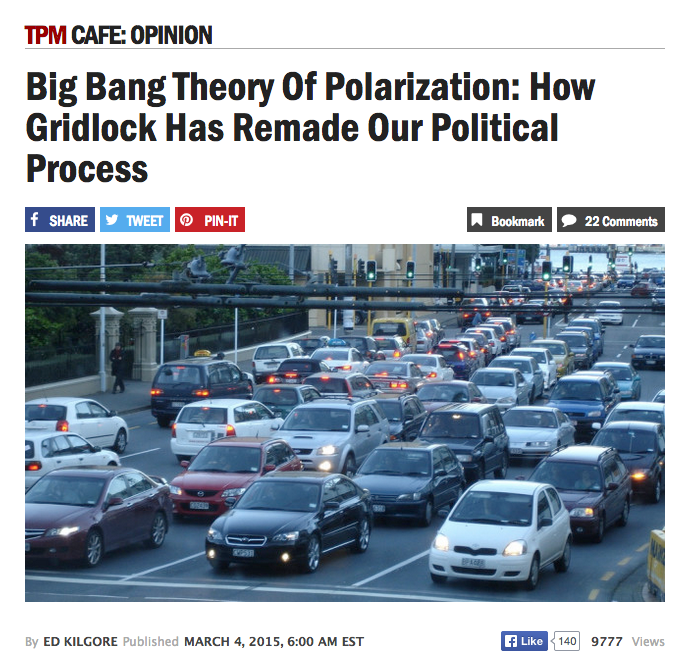 TPM CAFE: OPINION
Big Bang Theory Of Polarization: How
Gridlock Has Remade Our Political
Process
SHARE
TWEET
PIN-IT
Bookmark
22 Comments
By ED KILGORE Published MARCH 4, 2015, 6:00 AM EST
Like
140
9777 Views